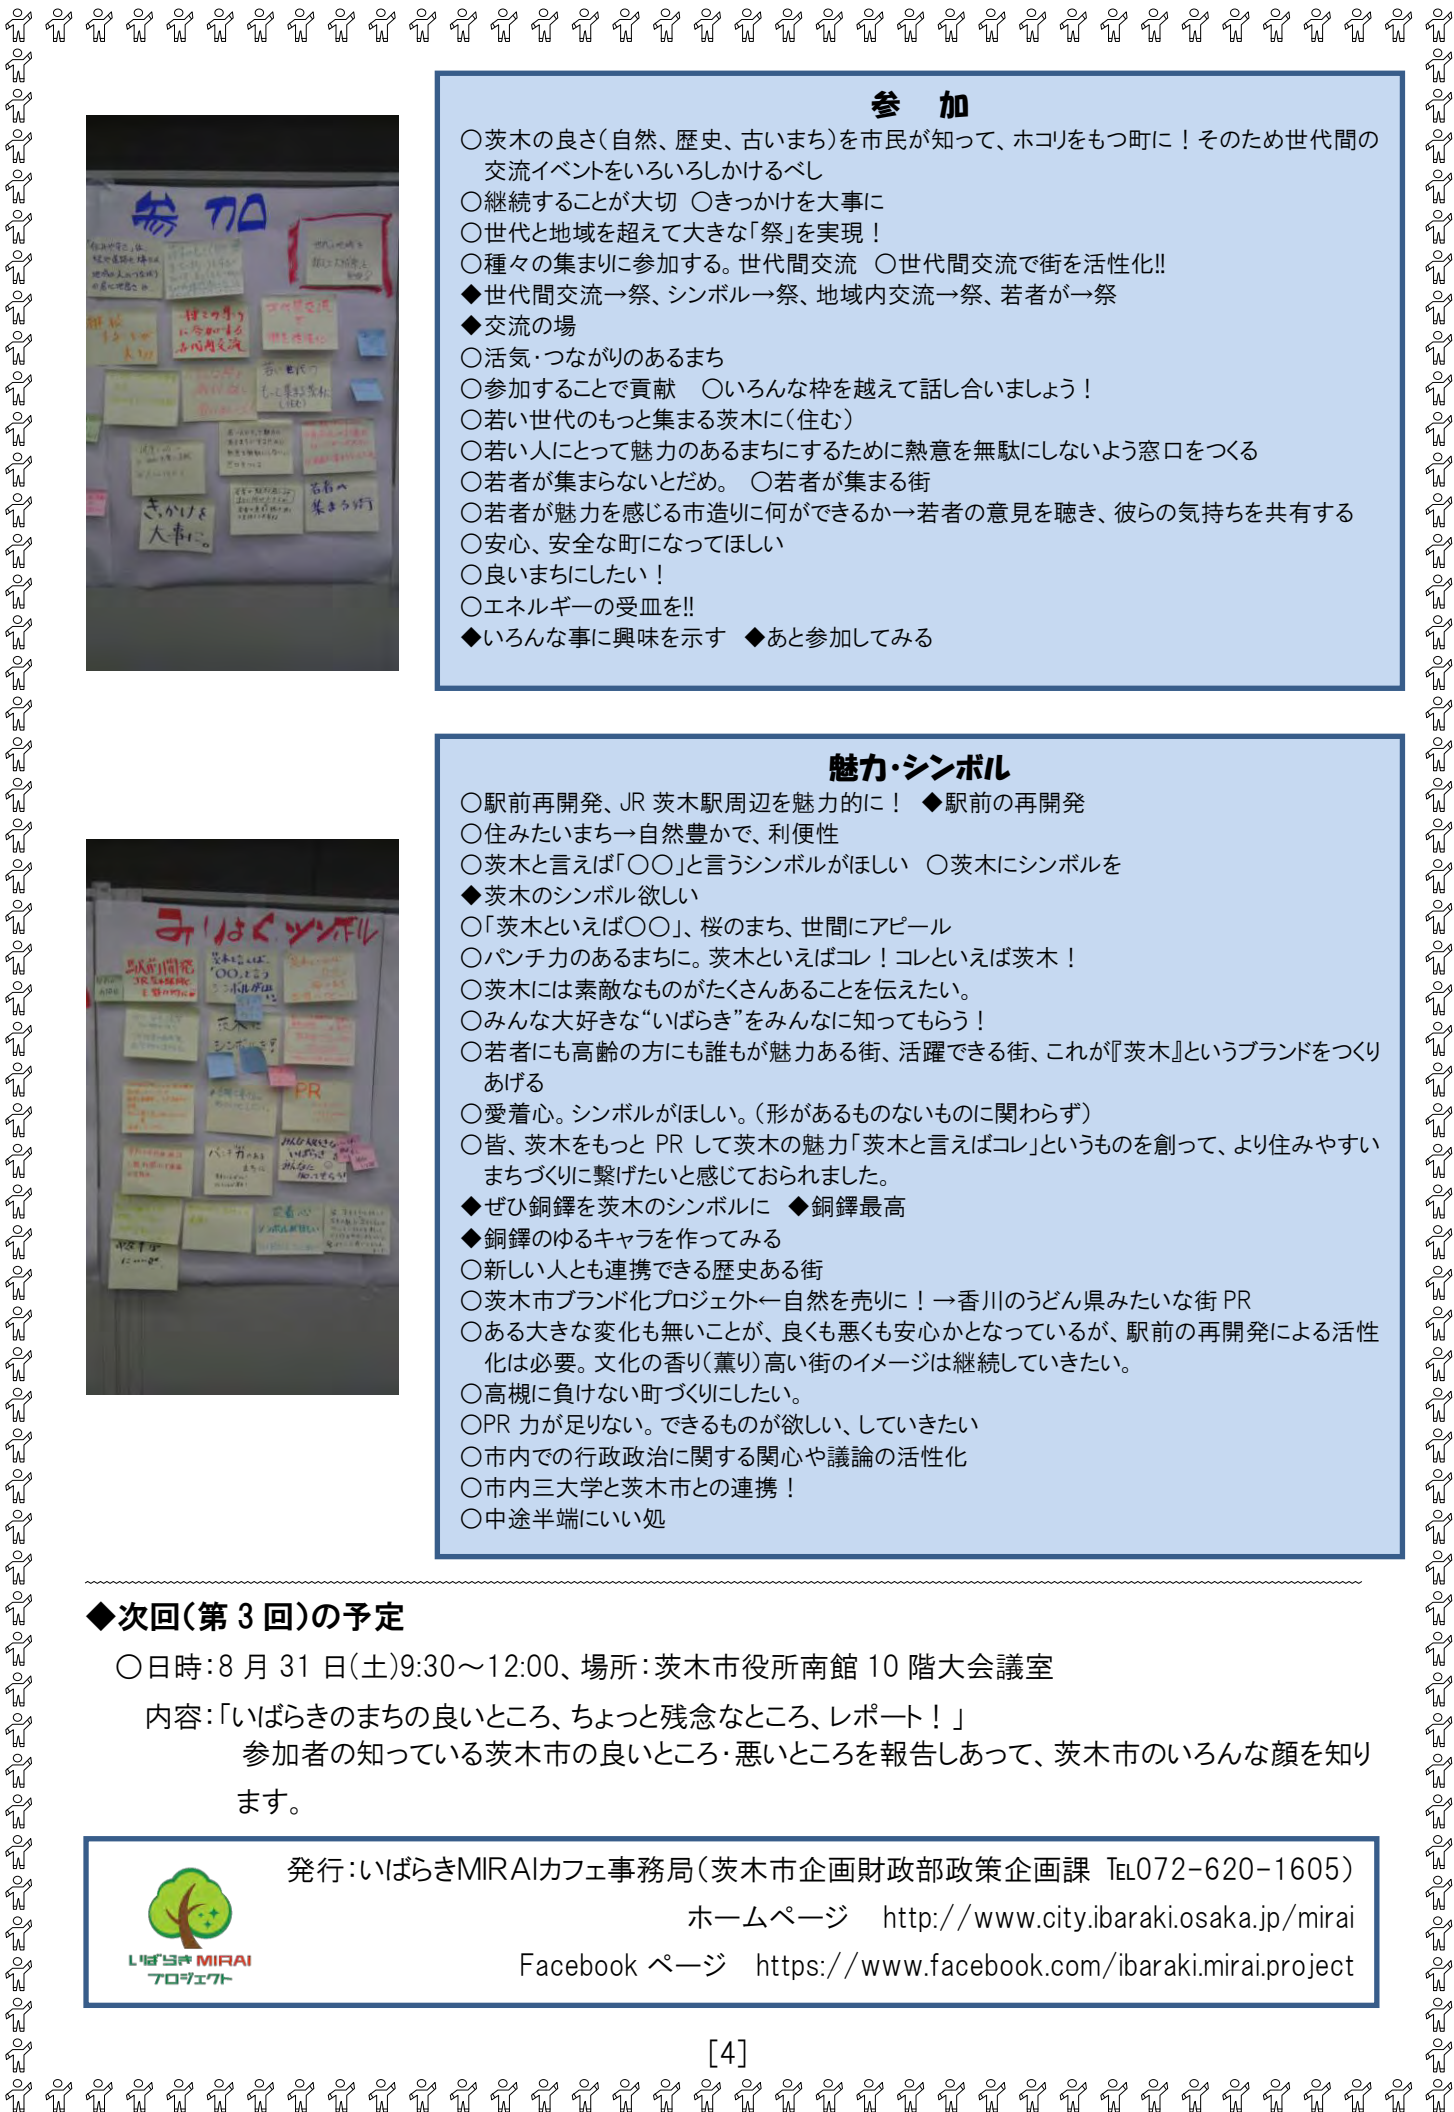 参　加
○茨木の良さ（自然、歴史、古いまち）を市民が知って、ホコリをもつ町に！そのため世代間の
交流イベントをいろいろしかけるべし
○継続することが大切　○きっかけを大事に
○世代と地域を超えて大きな「祭」を実現！
○種々の集まりに参加する。世代間交流　○世代間交流で街を活性化!!
◆世代間交流→祭、シンボル→祭、地域内交流→祭、若者が→祭
◆交流の場
○活気・つながりのあるまち
○参加することで貢献　○いろんな枠を越えて話し合いましょう！
○若い世代のもっと集まる茨木に（住む）
○若い人にとって魅力のあるまちにするために熱意を無駄にしないよう窓口をつくる
○若者が集まらないとだめ。　○若者が集まる街
○若者が魅力を感じる市造りに何ができるか→若者の意見を聴き、彼らの気持ちを共有する
○安心、安全な町になってほしい
○良いまちにしたい！
○エネルギーの受皿を!!
◆いろんな事に興味を示す　◆あと参加してみる
参加
きっかけを
大事に。
若者の
集まる街
魅力・シンボル
○駅前再開発、JR 茨木駅周辺を魅力的に！　◆駅前の再開発
○住みたいまち→自然豊かで、利便性
○茨木と言えば「○○」と言うシンボルがほしい　○茨木にシンボルを
◆茨木のシンボル欲しい
○「茨木といえば○○」、桜のまち、世間にアピール
○パンチ力のあるまちに。茨木といえばコレ！コレといえば茨木！
○茨木には素敵なものがたくさんあることを伝えたい。
○みんな大好きな“いばらき”をみんなに知ってもらう！
○若者にも高齢の方にも誰もが魅力ある街、活躍できる街、これが『茨木』というブランドをつくり
あげる
○愛着心。シンボルがほしい。（形があるものないものに関わらず）
○皆、茨木をもっと PR して茨木の魅力「茨木と言えばコレ」というものを創って、より住みやすい
まちづくりに繋げたいと感じておられました。
◆ぜひ銅鐸を茨木のシンボルに　◆銅鐸最高
◆銅鐸のゆるキャラを作ってみる
○新しい人とも連携できる歴史ある街
○茨木市ブランド化プロジェクト←自然を売りに！→香川のうどん県みたいな街 PR
○ある大きな変化も無いことが、良くも悪くも安心かとなっているが、駅前の再開発による活性
化は必要。文化の香り（薫り）高い街のイメージは継続していきたい。
○高槻に負けない町づくりにしたい。
○PR 力が足りない。できるものが欲しい、していきたい
○市内での行政政治に関する関心や議論の活性化
○市内三大学と茨木市との連携！
○中途半端にいい処
みりょく シンボル
PR
◆次回（第 3 回）の予定
○日時：8 月 31 日(土)9:30～12:00、場所：茨木市役所南館 10 階大会議室
内容：「いばらきのまちの良いところ、ちょっと残念なところ、レポート！」
参加者の知っている茨木市の良いところ・悪いところを報告しあって、茨木市のいろんな顔を知り
ます。
発行：いばらきMIRAIカフェ事務局（茨木市企画財政部政策企画課 ℡072-620-1605）
ホームページ　http://www.city.ibaraki.osaka.jp/mirai
Facebook ページ　https://www.facebook.com/ibaraki.mirai.project
いばらき MIRAI
プロジェクト
[4]